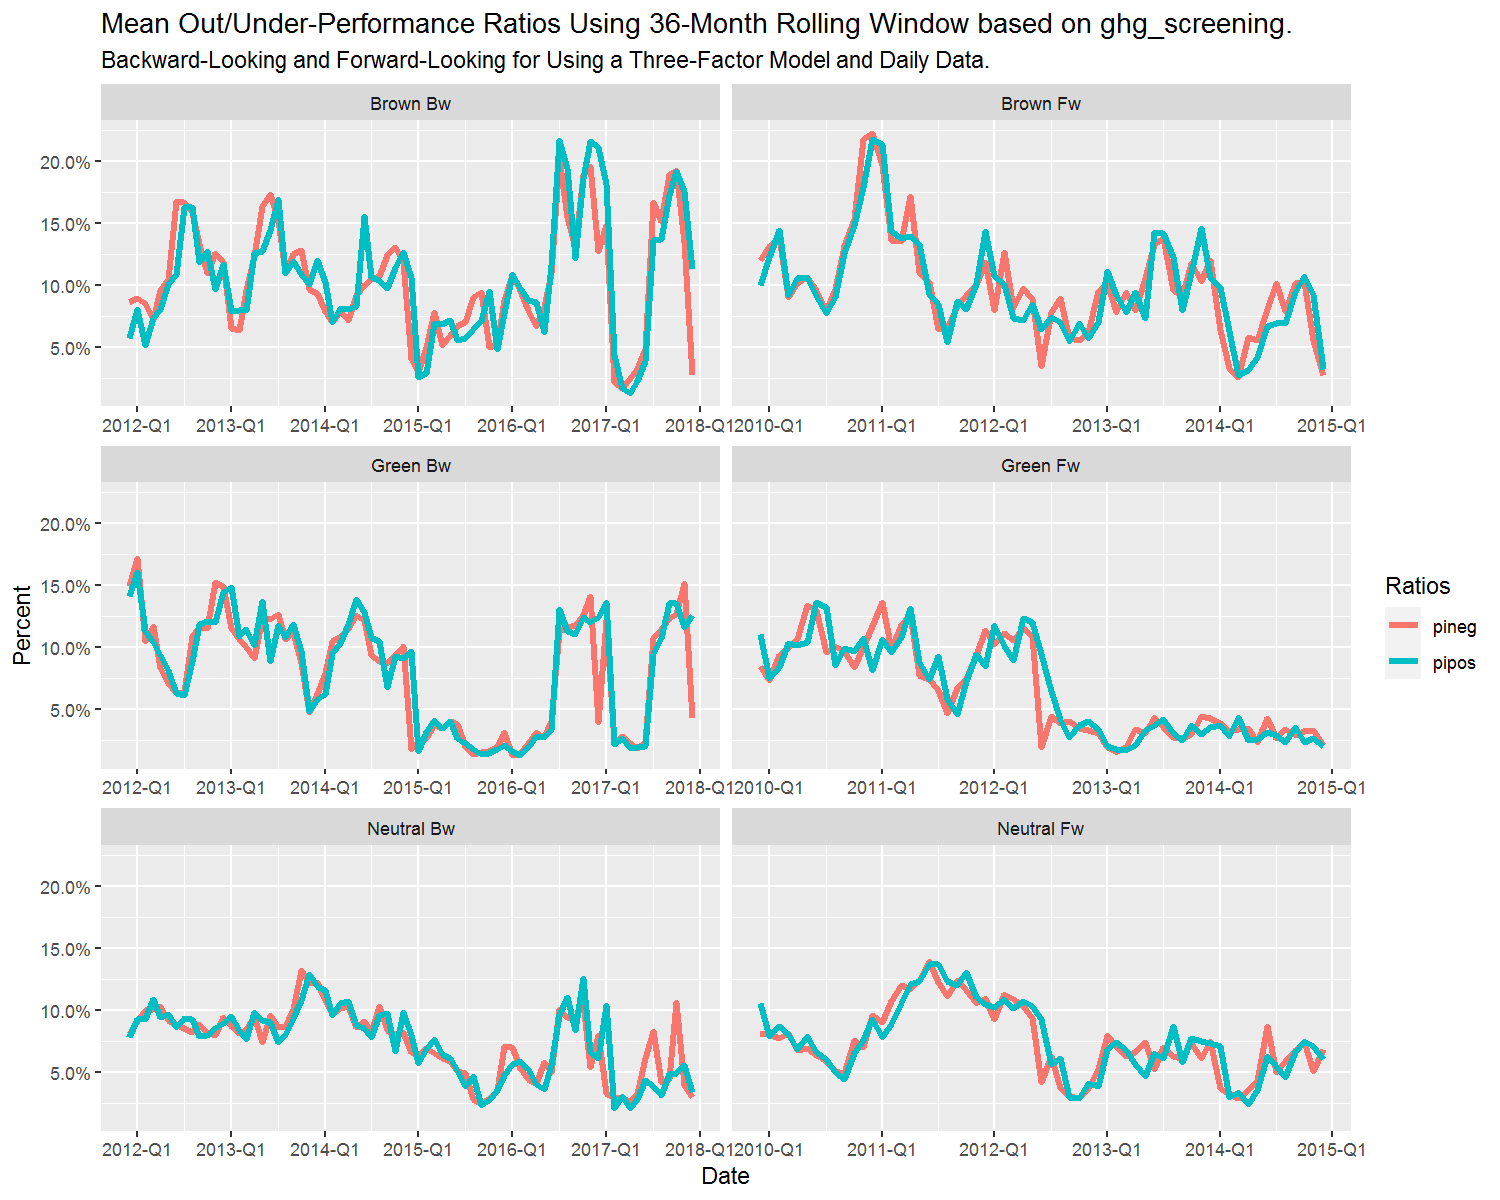 Mean Out/Under-Performance Ratios Using 36-Month Rolling Window based on ghg_screening.
Backward-Looking and Forward-Looking for Using a Three-Factor Model and Daily Data.
Brown Bw
Brown Fw
20.0%
15.0%
10.0%
5.0%
2012-Q1 2013-Q1 2014-Q1 2015-Q1 2016-Q1 2017-Q1 2018-Q1
2010-Q1 2011-Q1 2012-Q1 2013-Q1 2014-Q1 2015-Q1
Green Bw
Green Fw
20.0%
15.0%
10.0%
5.0%
2012-Q1 2013-Q1 2014-Q1 2015-Q1 2016-Q1 2017-Q1 2018-Q1
2010-Q1 2011-Q1 2012-Q1 2013-Q1 2014-Q1 2015-Q1
Neutral Bw
Neutral Fw
20.0%
15.0%
10.0%
5.0%
2012-Q1 2013-Q1 2014-Q1 2015-Q1 2016-Q1 2017-Q1 2018-Q1
2010-Q1 2011-Q1 2012-Q1 2013-Q1 2014-Q1 2015-Q1
Percent
Date
Ratios
pineg
pipos